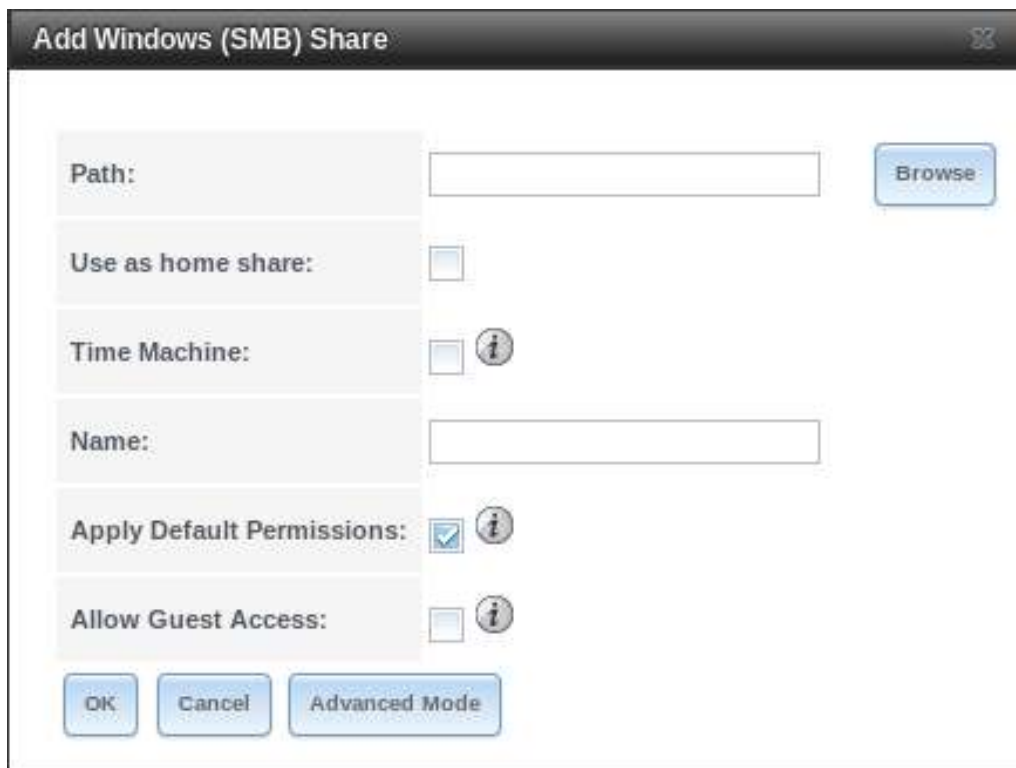 Add Windows (SMB) Share
Path:
Browse
Use as home share:
Time Machine:
i
Name:
Apply Default Permissions:
i
Allow Guest Access:
i
OK
Cancel
Advanced Mode